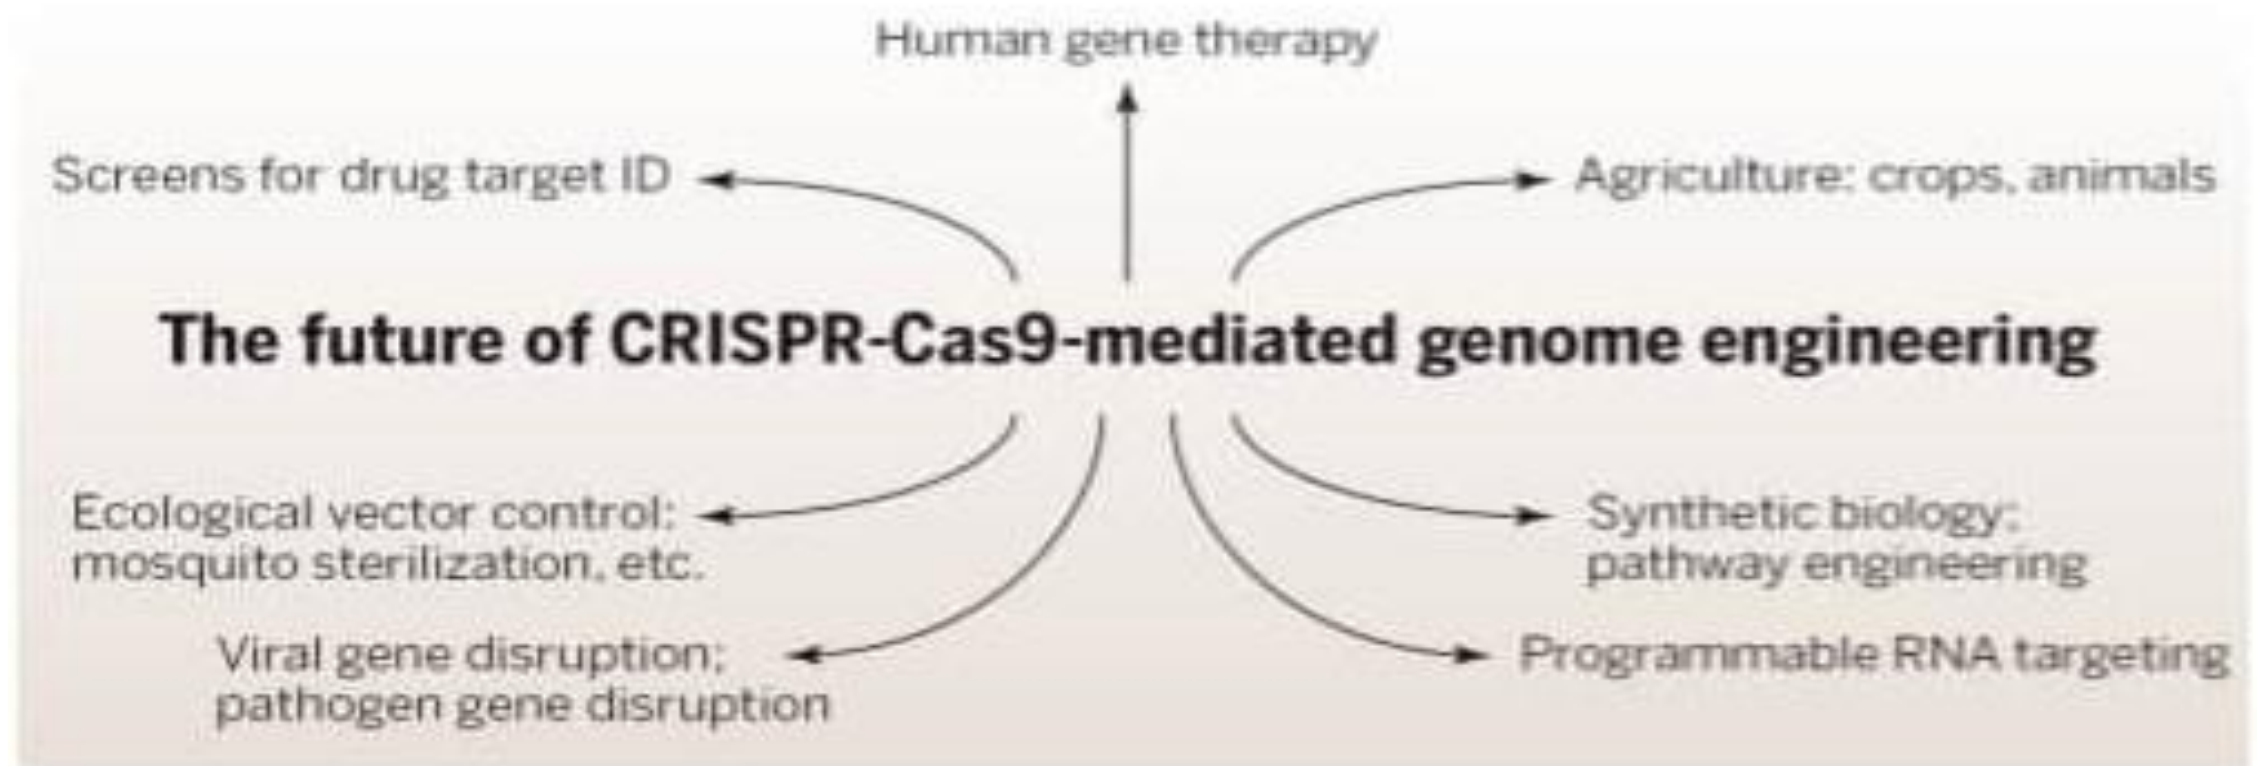 Human gene therapy
Screens for drug target ID
Agriculture: crops, animals
The future of CRISPR-Cas9-mediated genome engineering
Ecological vector control:
mosquito sterilization, etc.
Synthetic biology:
pathway engineering
Viral gene disruption;
pathogen gene disruption
Programmable RNA targeting